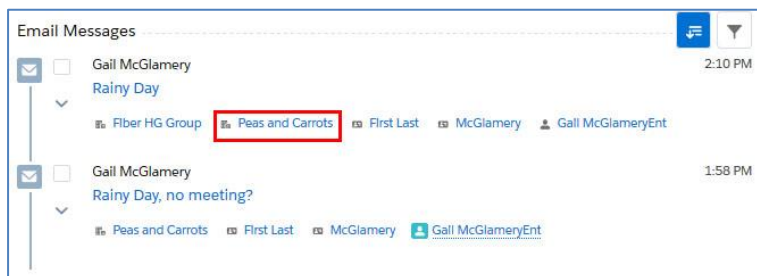 Email Messages
Gail McGlamery 2:10 PM
Rainy Day
Fiber HG Group Peas and Carrots First Last McGlamery Gail McGlameryEnt
Gail McGlamery 1:58 PM
Rainy Day, no meeting?
Peas and Carrots First Last McGlamery Gail McGlameryEnt